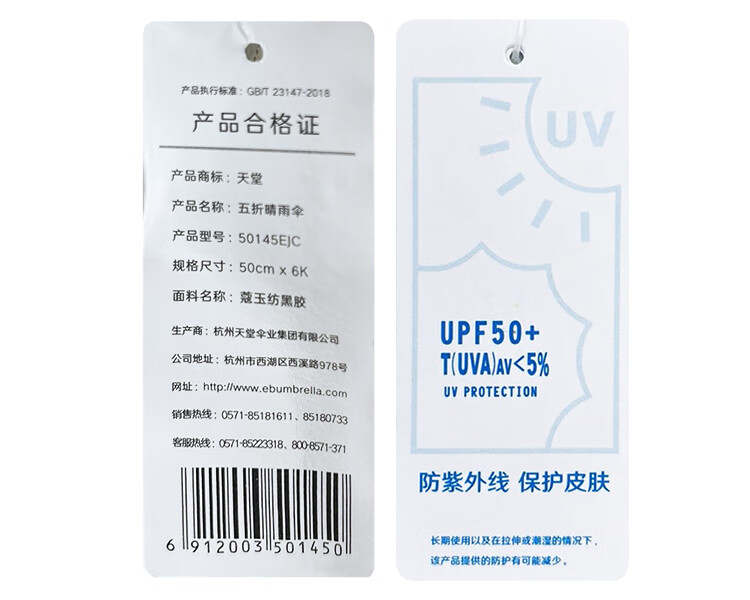 产品执行标准：GB/T 23147-2018
产品合格证
产品商标：天堂
产品名称：五折晴雨伞
产品型号：50145EJC
规格尺寸：50cm x 6K
面料名称：蔻玉纺黑胶
生产商：杭州天堂伞业集团有限公司
公司地址：杭州市西湖区西溪路978号
网址：http://www.ebumbrella.com
销售热线：0571-85181611、85180733
客服热线：0571-85223318、800-8571-371
6 912003 501450
UV
UPF50+
T(UVA)AV<5%
UV PROTECTION
防紫外线 保护皮肤
长期使用以及在拉伸或潮湿的情况下，
该产品提供的防护有可能减少。